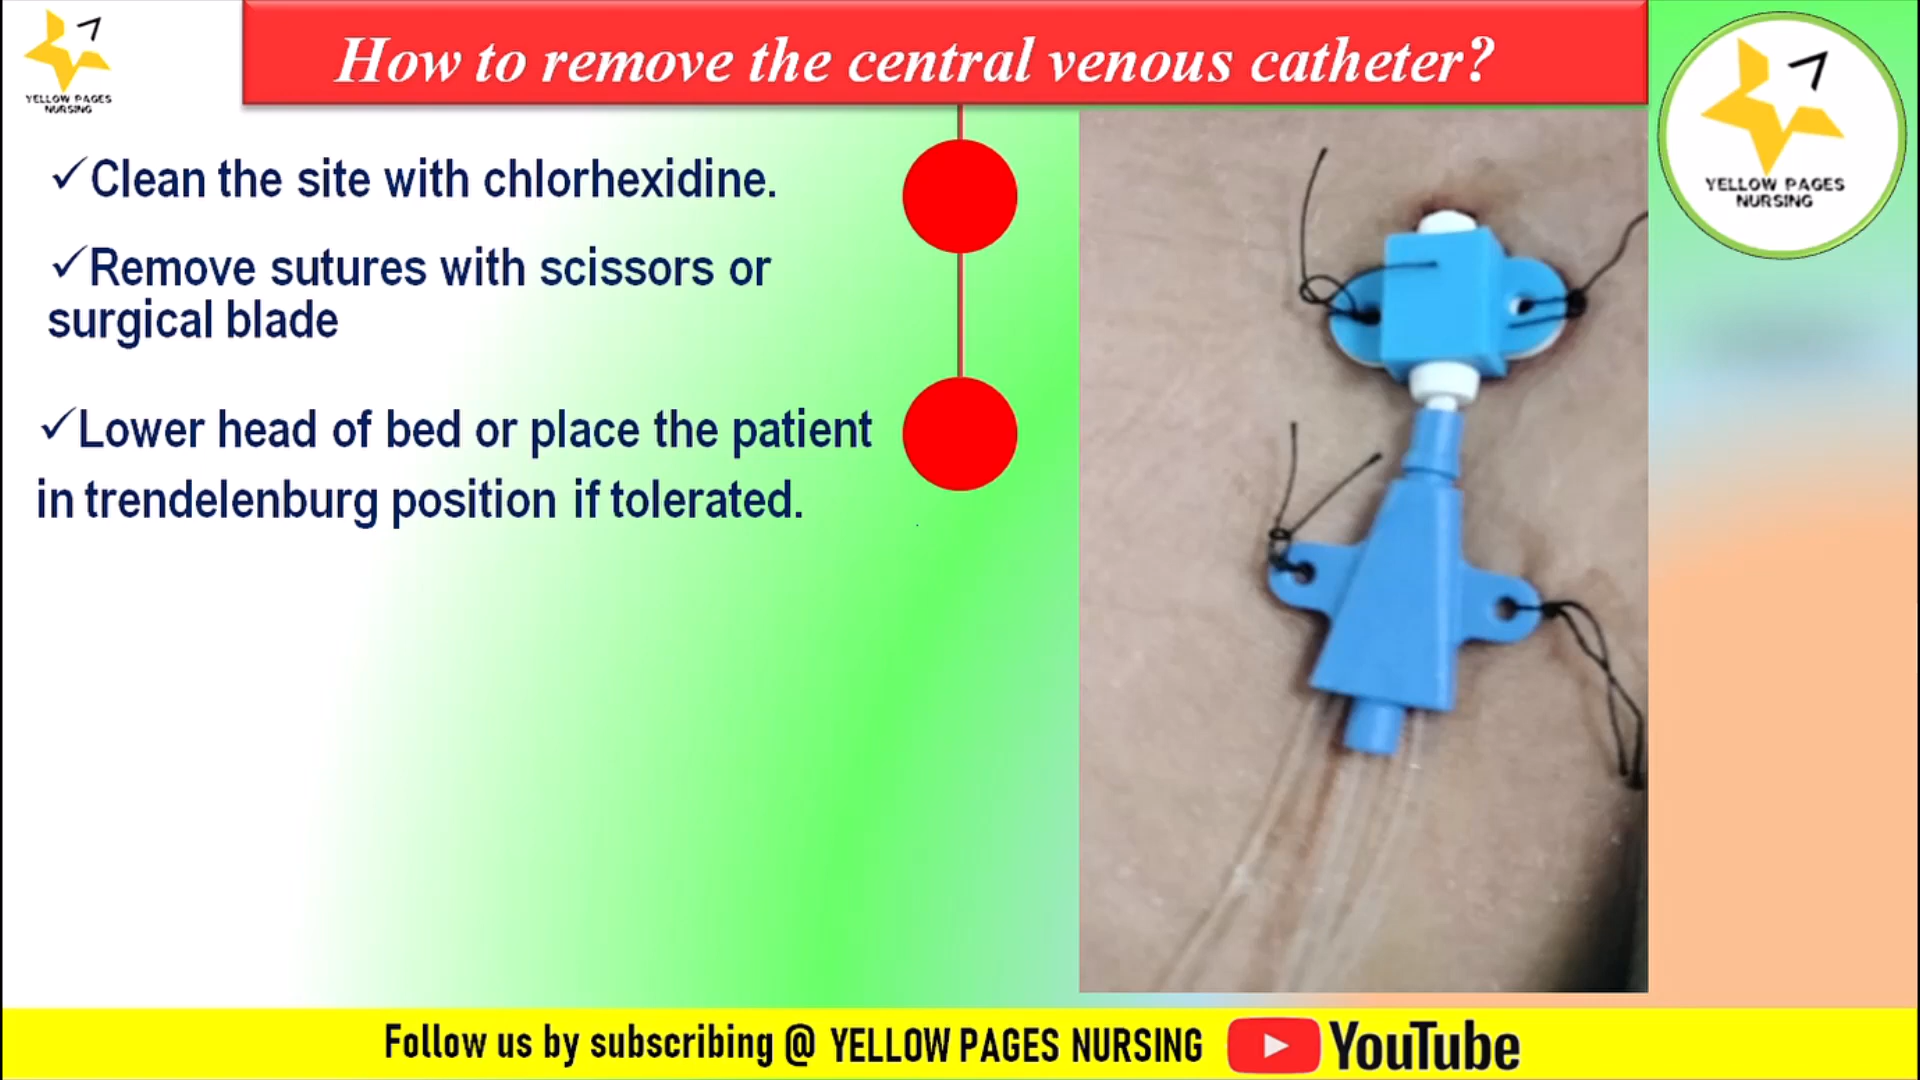 How to remove the central venous catheter?
YELLOW PAGES
NURSING
YELLOW PAGES
NURSING
✓Clean the site with chlorhexidine.
✓Remove sutures with scissors or
surgical blade
✓Lower head of bed or place the patient
in trendelenburg position if tolerated.
Follow us by subscribing @ YELLOW PAGES NURSING YouTube